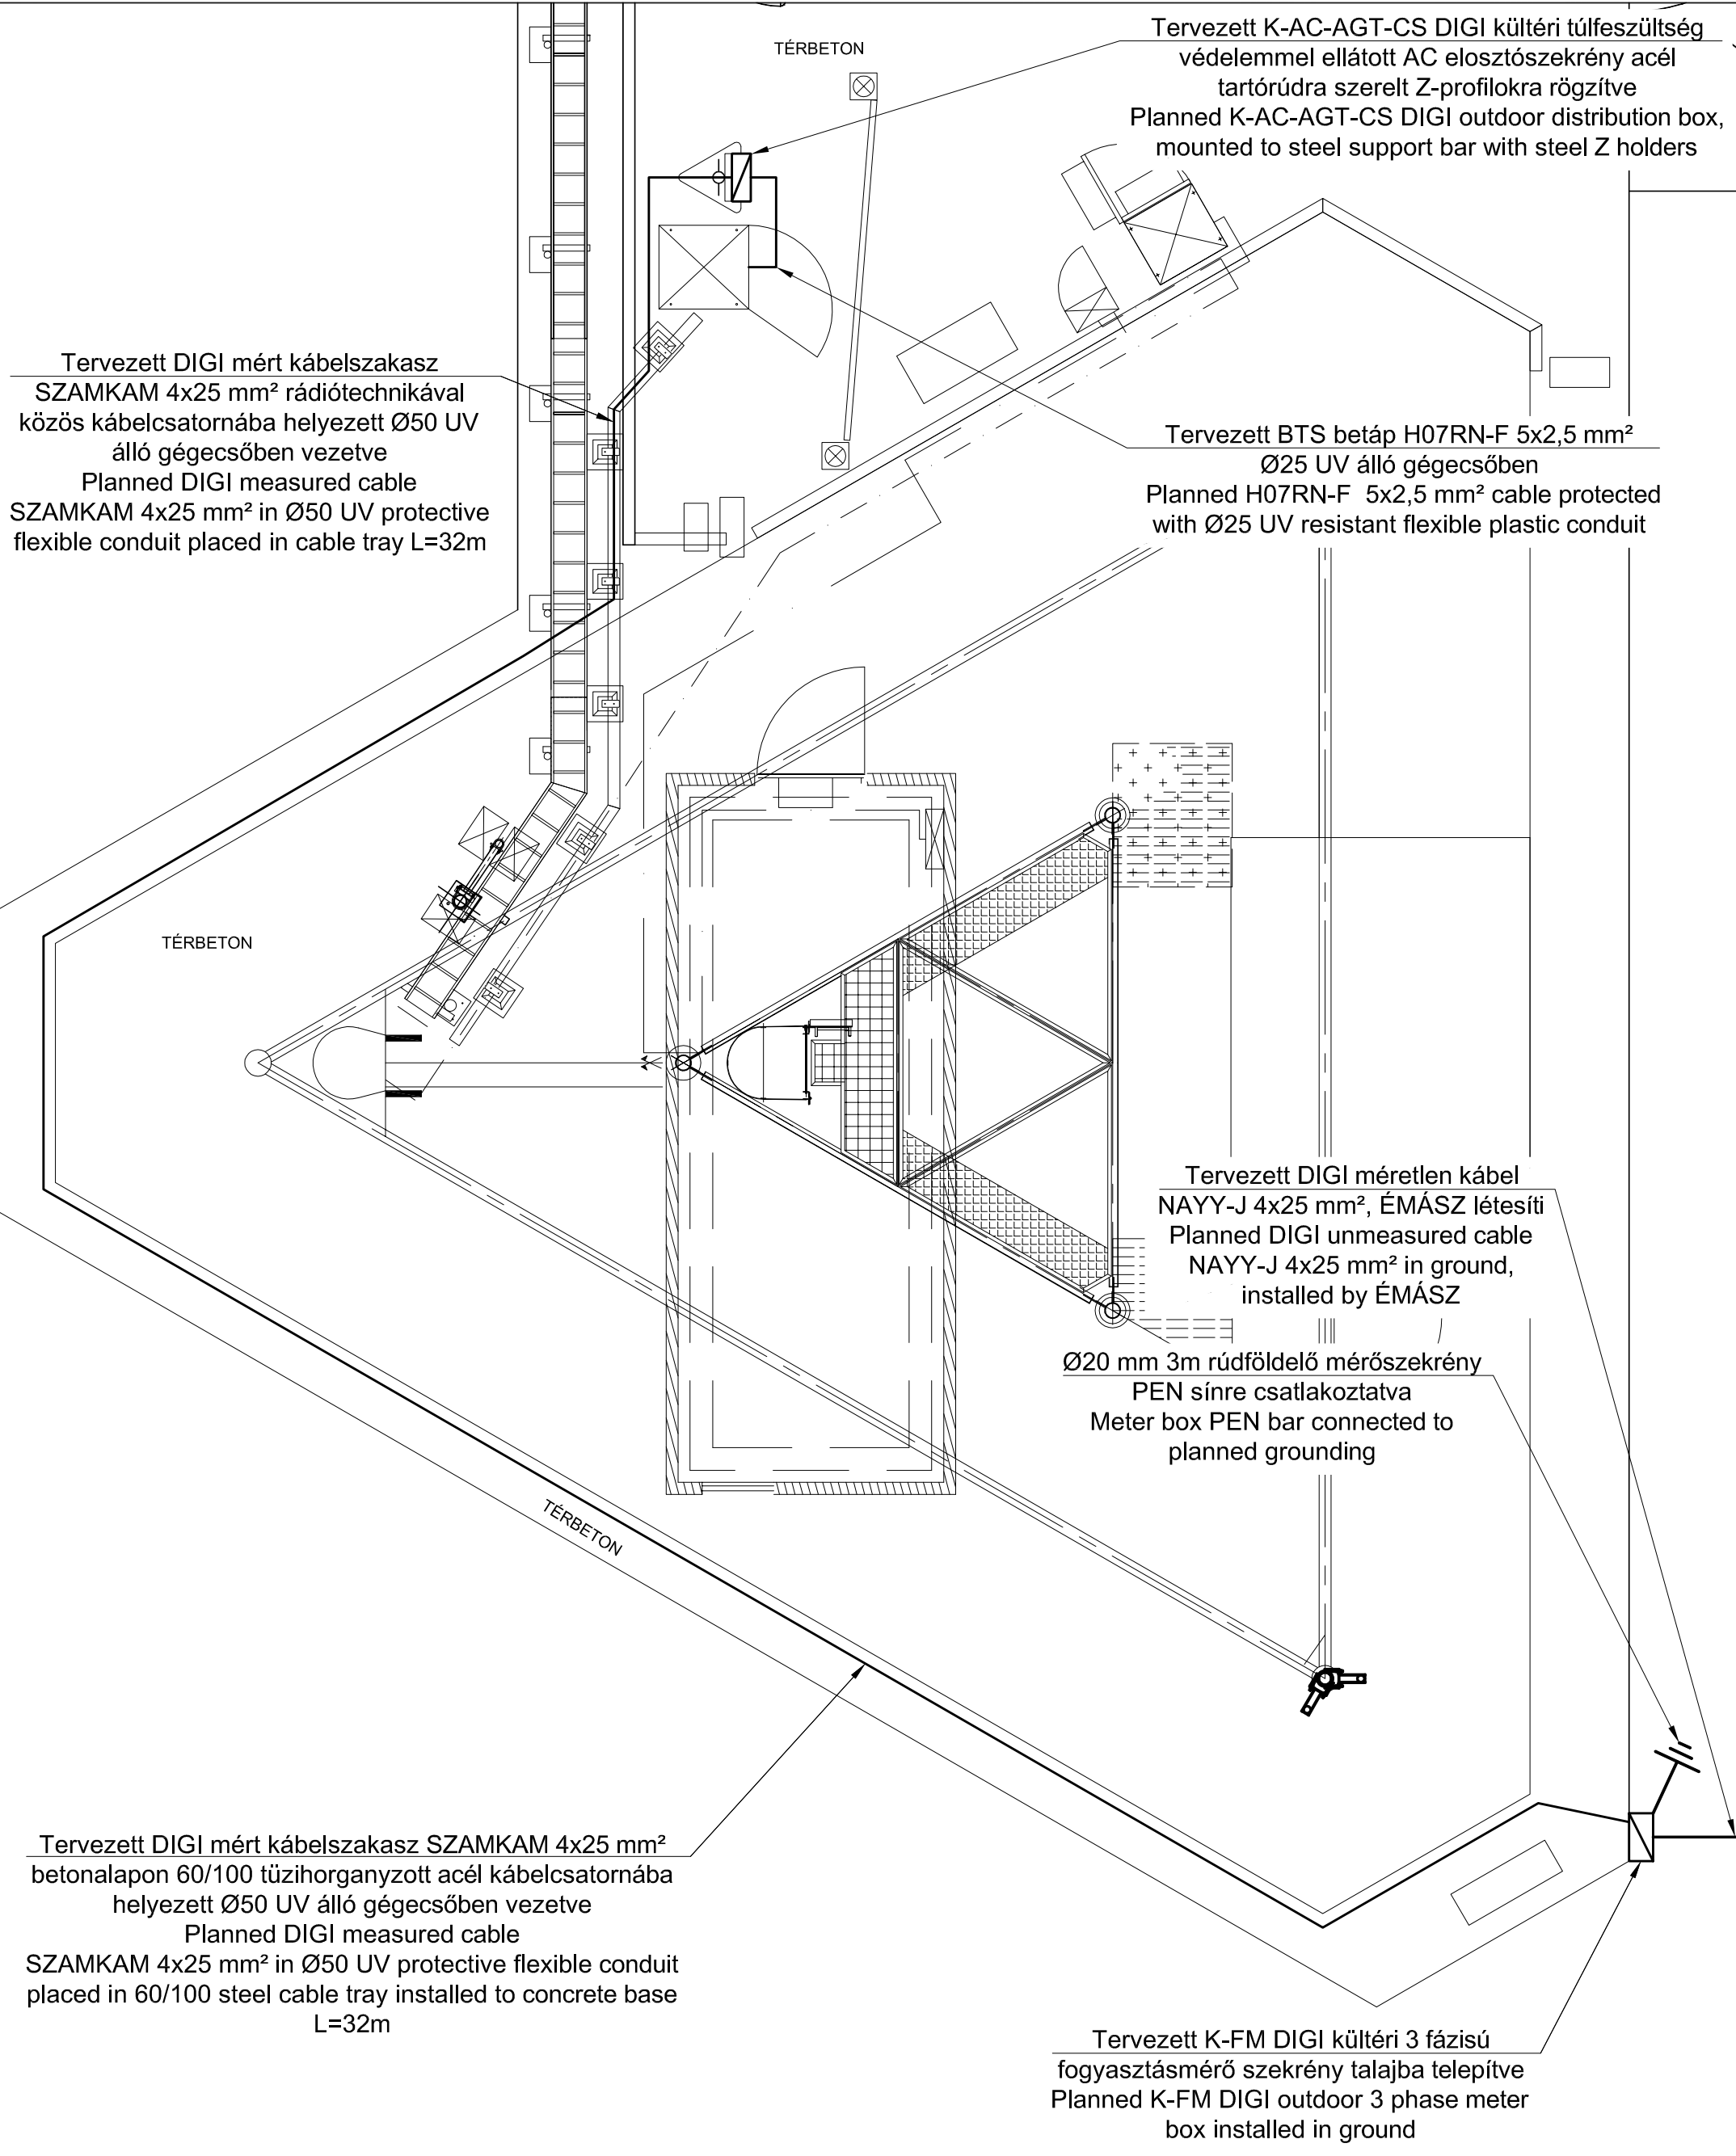 TÉRBETON
Tervezett K-AC-AGT-CS DIGI kültéri túlfeszültség
védelemmel ellátott AC elosztószekrény acél
tartórúdra szerelt Z-profilokra rögzítve
Planned K-AC-AGT-CS DIGI outdoor distribution box,
mounted to steel support bar with steel Z holders
Tervezett DIGI mért kábelszakasz
SZAMKAM 4x25 mm² rádiótechnikával
közös kábelcsatornába helyezett Ø50 UV
álló gégecsőben vezetve
Planned DIGI measured cable
SZAMKAM 4x25 mm² in Ø50 UV protective
flexible conduit placed in cable tray L=32m
Tervezett BTS betáp H07RN-F 5x2,5 mm²
Ø25 UV álló gégecsőben
Planned H07RN-F 5x2,5 mm² cable protected
with Ø25 UV resistant flexible plastic conduit
TÉRBETON
Tervezett DIGI méretlen kábel
NAYY-J 4x25 mm², ÉMÁSZ létesíti
Planned DIGI unmeasured cable
NAYY-J 4x25 mm² in ground,
installed by ÉMÁSZ
Ø20 mm 3m rúdföldelő mérőszekrény
PEN sínre csatlakoztatva
Meter box PEN bar connected to
planned grounding
TÉRBETON
Tervezett DIGI mért kábelszakasz SZAMKAM 4x25 mm²
betonalapon 60/100 tüzihorganyzott acél kábelcsatornába
helyezett Ø50 UV álló gégecsőben vezetve
Planned DIGI measured cable
SZAMKAM 4x25 mm² in Ø50 UV protective flexible conduit
placed in 60/100 steel cable tray installed to concrete base
L=32m
Tervezett K-FM DIGI kültéri 3 fázisú
fogyasztásmérő szekrény talajba telepítve
Planned K-FM DIGI outdoor 3 phase meter
box installed in ground